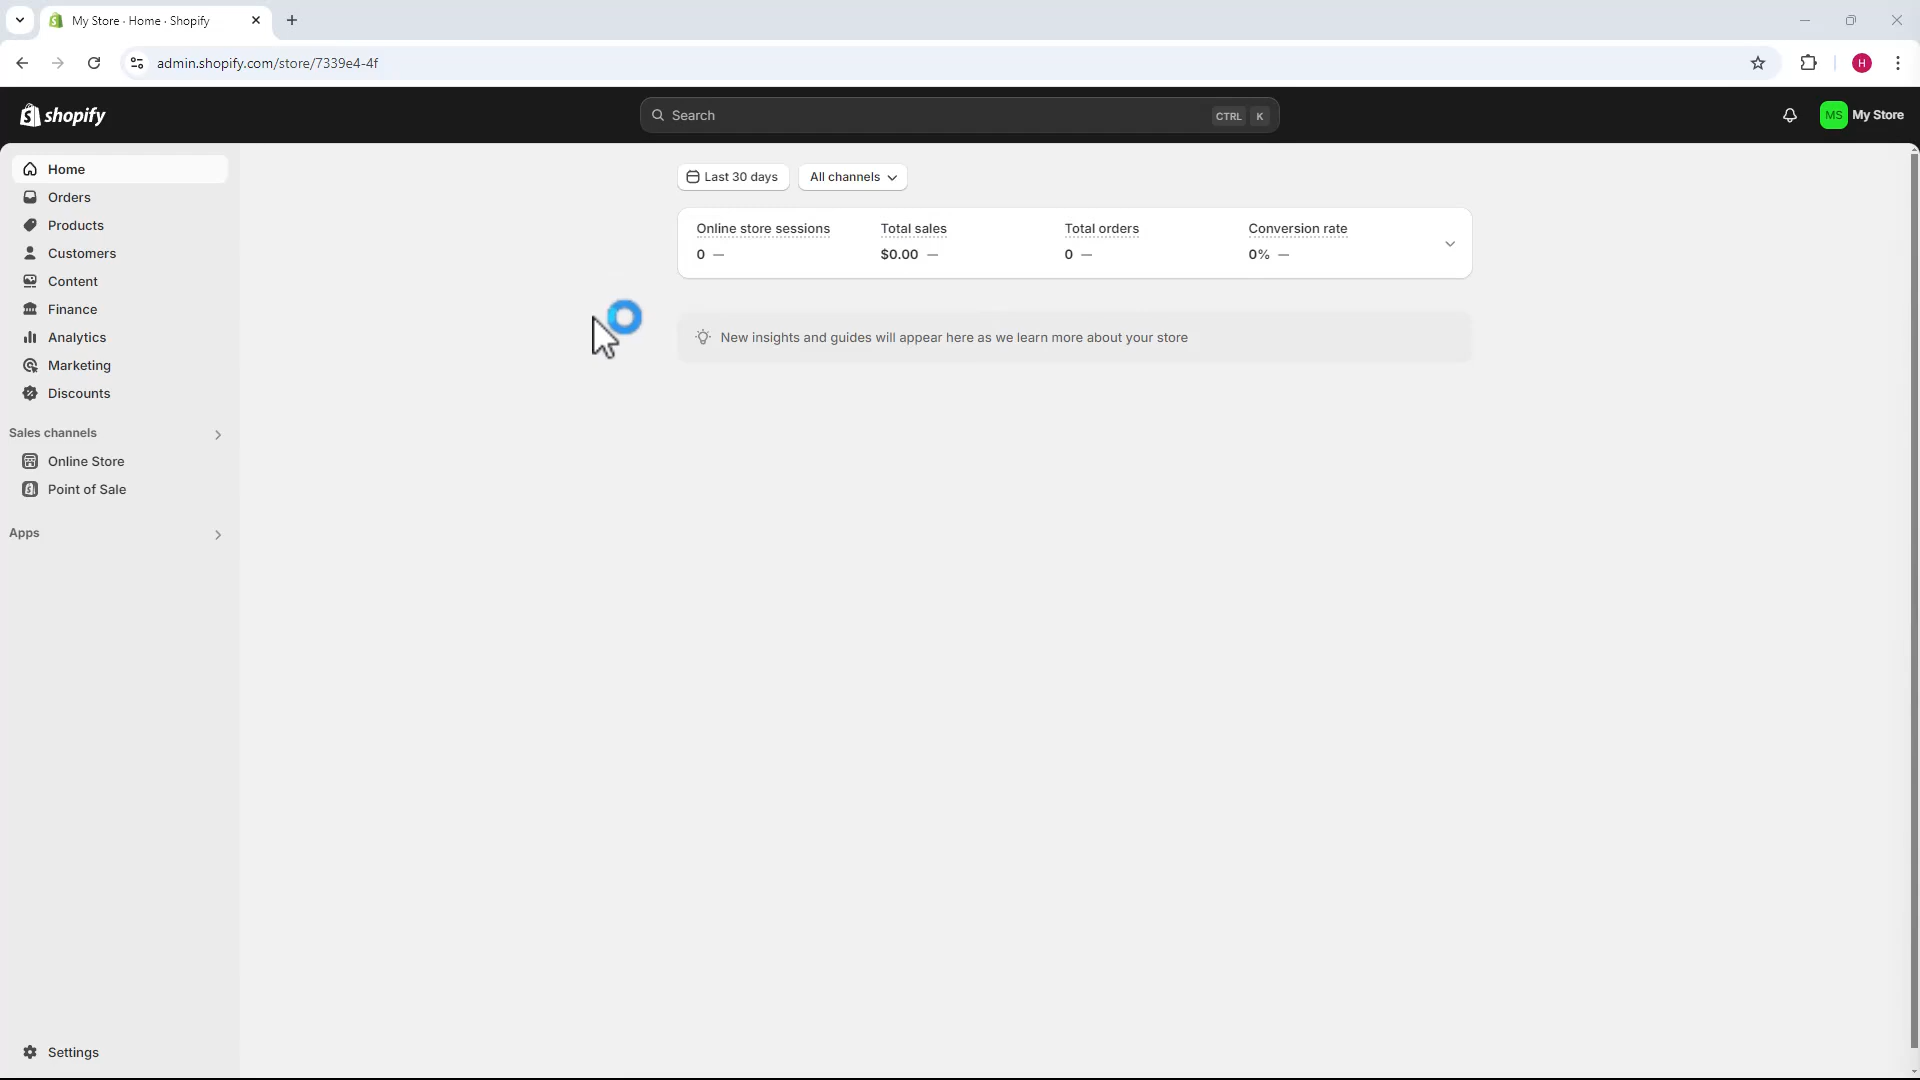 My Store · Home · Shopify
admin.shopify.com/store/7339e4-4f
H
shopify
Search
CTRL K
MS My Store
Home
Orders
Products
Customers
Content
Finance
Analytics
Marketing
Discounts
Sales channels
Online Store
Point of Sale
Apps
Settings
Last 30 days
All channels
Online store sessions Total sales Total orders Conversion rate
0 — $0.00 — 0 — 0% —
New insights and guides will appear here as we learn more about your store